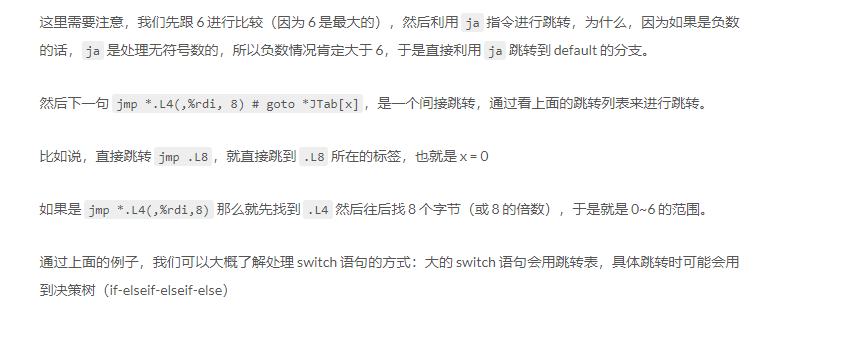 这里需要注意，我们先跟 6 进行比较（因为 6 是最大的），然后利用 ja 指令进行跳转，为什么，因为如果是负数
的话，ja 是处理无符号数的，所以负数情况肯定大于 6，于是直接利用 ja 跳转到 default 的分支。
然后下一句 jmp *.L4(,%rdi, 8) # goto *JTab[x]，是一个间接跳转，通过看上面的跳转列表来进行跳转。
比如说，直接跳转 jmp .L8，就直接跳到 .L8 所在的标签，也就是 x = 0
如果是 jmp *.L4(,%rdi,8) 那么就先找到 .L4 然后往后找 8 个字节（或 8 的倍数），于是就是 0~6 的范围。
通过上面的例子，我们可以大概了解处理 switch 语句的方式：大的 switch 语句会用跳转表，具体跳转时可能会用
到决策树（if-elseif-elseif-else）